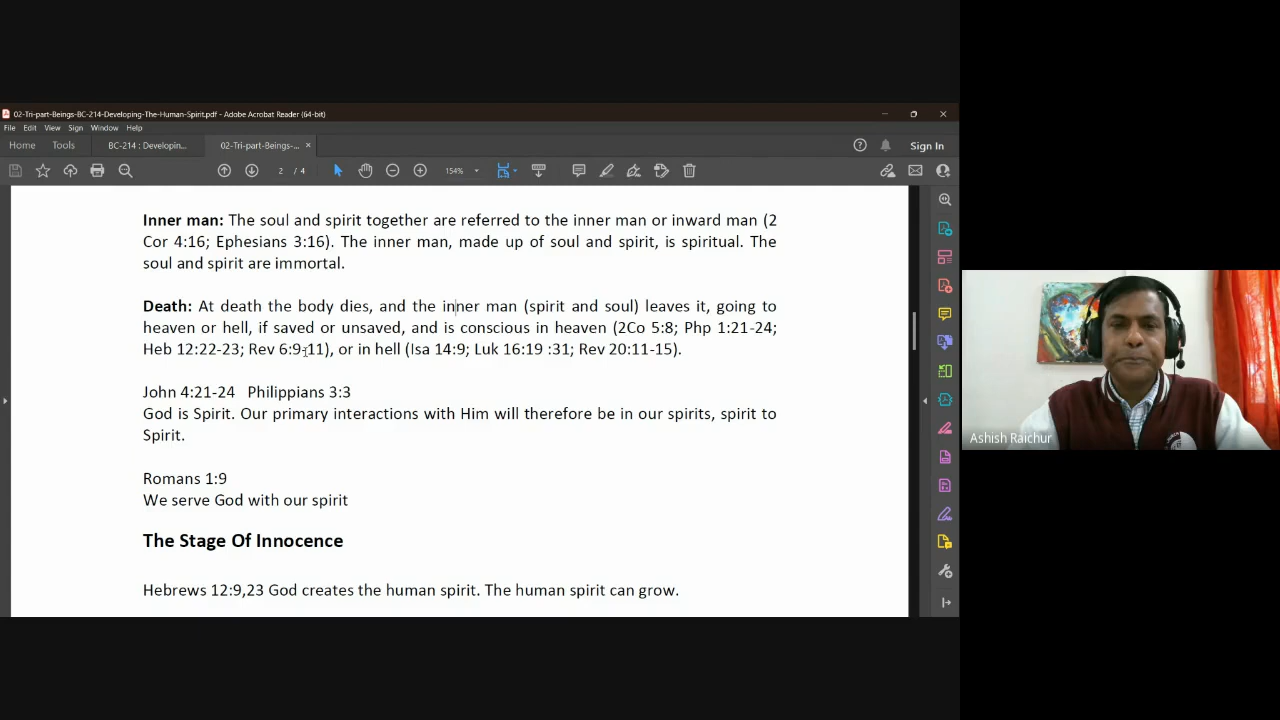 02-Tri-part-Beings-BC-214-Developing-The-Human-Spirit.pdf - Adobe Acrobat Reader (64-bit)
File Edit View Sign Window Help
Home Tools BC-214 : Developin... 02-Tri-part-Beings-... × Sign In
2 / 4 154%
Inner man: The soul and spirit together are referred to the inner man or inward man (2
Cor 4:16; Ephesians 3:16). The inner man, made up of soul and spirit, is spiritual. The
soul and spirit are immortal.
Death: At death the body dies, and the inner man (spirit and soul) leaves it, going to
heaven or hell, if saved or unsaved, and is conscious in heaven (2Co 5:8; Php 1:21-24;
Heb 12:22-23; Rev 6:9-11), or in hell (Isa 14:9; Luk 16:19 :31; Rev 20:11-15).
John 4:21-24 Philippians 3:3
God is Spirit. Our primary interactions with Him will therefore be in our spirits, spirit to
Spirit.
Romans 1:9
We serve God with our spirit
The Stage Of Innocence
Hebrews 12:9,23 God creates the human spirit. The human spirit can grow.
Ashish Raichur